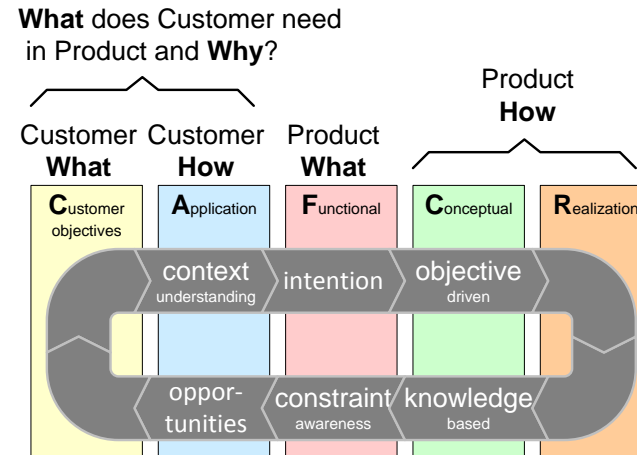 What does Customer need
in Product and Why?
Product
How
Customer
What
Customer
How
Product
What
Customer
objectives
Application
Functional
Conceptual
Realization
context
understanding
intention
objective
driven
oppor-
tunities
constraint
awareness
knowledge
based